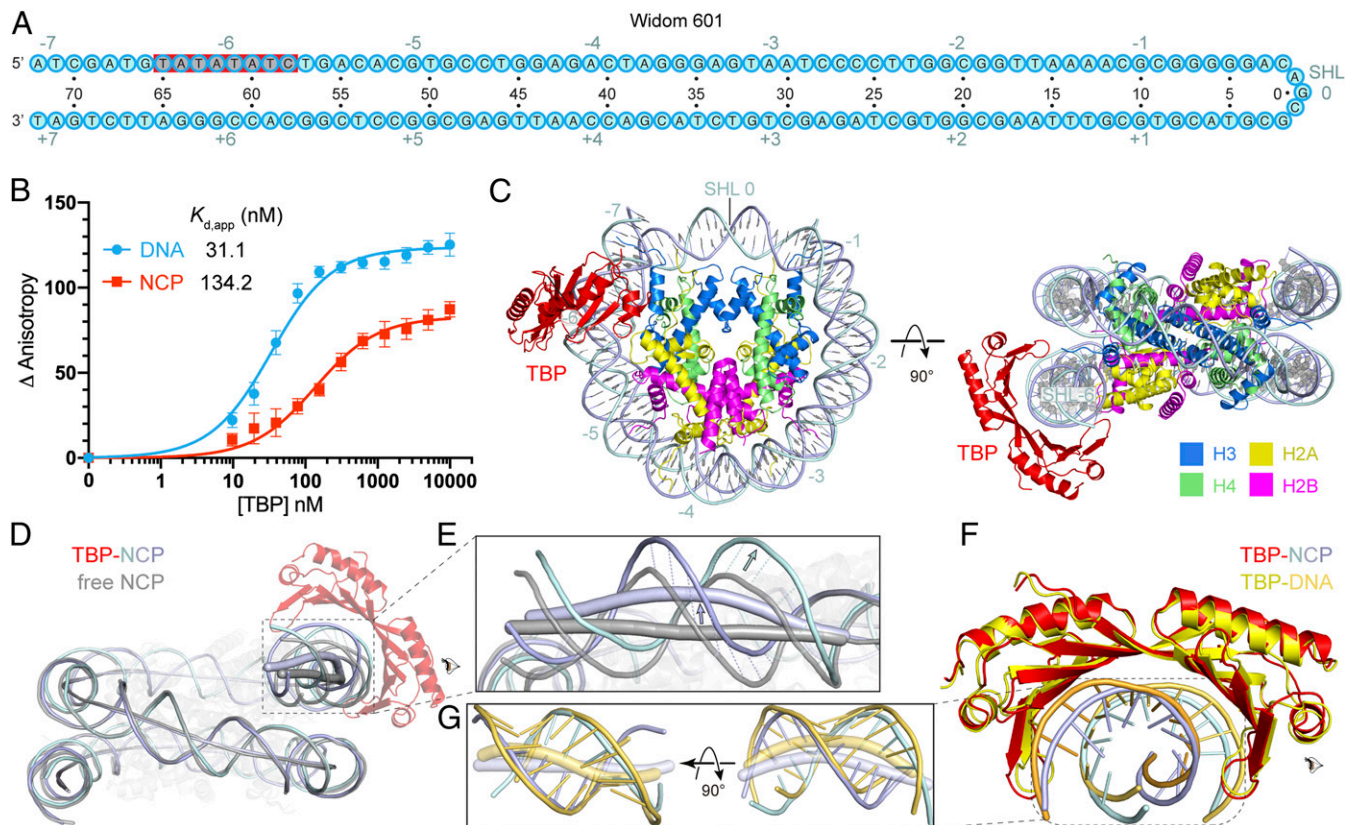 A
Widom 601
-7 -6 -5 -4 -3 -2 -1
5' ATCGATGTATATATCTGACACGTGCCTGGAGACTAGGGAGTAATCCCCTTGGCGGTTAAAACGCGGGGGAC
A SHL
70 65 60 55 50 45 40 35 30 25 20 15 10 5 0 G 0
C
3' TAGTCTTAGGGCCACGGCTCCGGCGAGTTAACCAGCATCTGTCGAGATCGTGGCGAATTTGCGTGCATGCG
+7 +6 +5 +4 +3 +2 +1
B
150
100
50
0
Δ Anisotropy
Kd,app (nM)
DNA 31.1
NCP 134.2
0 1 10 100 1000 10000
[TBP] nM
C
SHL 0
-7
-1
-6
-2
TBP
-5
-3
-4
90°
SHL-6
TBP
H3 H2A
H4 H2B
D
TBP-NCP
free NCP
E
F
TBP-NCP
TBP-DNA
G
90°